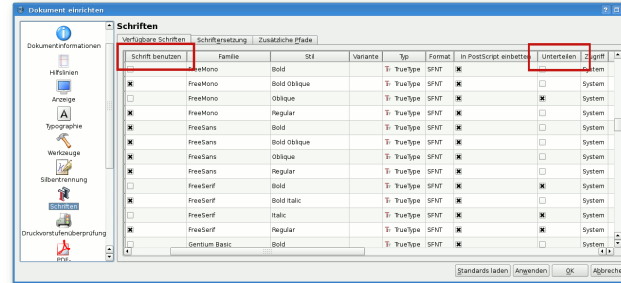 Dokument einrichten
Dokumentinformationen
Hilfslinien
Anzeige
Typographie
Werkzeuge
Silbentrennung
Schriften
Druckvorstufenüberprüfung
PDF-
Schriften
Verfügbare Schriften Schriftersetzung Zusätzliche Pfade
Schrift benutzen Familie Stil Variante Typ Format In PostScript einbetten Unterteilen Zugriff
FreeMono Bold TrueType SFNT System
FreeMono Bold Oblique TrueType SFNT System
FreeMono Oblique TrueType SFNT System
FreeMono Regular TrueType SFNT System
FreeSans Bold TrueType SFNT System
FreeSans Bold Oblique TrueType SFNT System
FreeSans Oblique TrueType SFNT System
FreeSans Regular TrueType SFNT System
FreeSerif Bold TrueType SFNT System
FreeSerif Bold Italic TrueType SFNT System
FreeSerif Italic TrueType SFNT System
FreeSerif Regular TrueType SFNT System
Gentium Basic Bold TrueType SFNT System
Standards laden Anwenden OK Abbreche